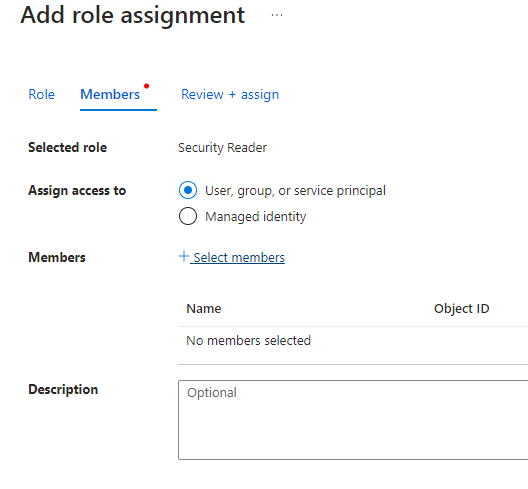 Add role assignment ...
Role Members Review + assign
Selected role Security Reader
Assign access to User, group, or service principal
Managed identity
Members + Select members
Name Object ID
No members selected
Description Optional